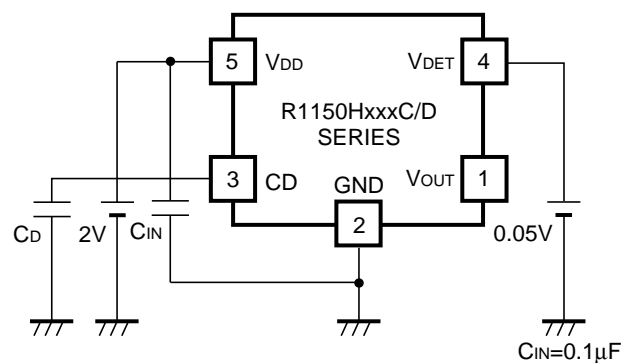 5 VDD VDET 4
R1150HxxxC/D
SERIES
3 CD GND VOUT 1
CD 2V CIN 2 0.05V
CIN=0.1μF